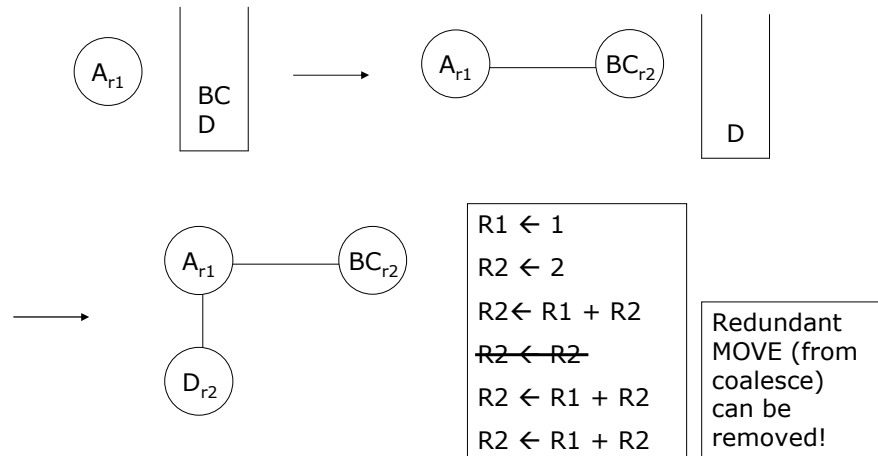 A r1
BC
D
A r1
BC r2
D
A r1
BC r2
D r2
R1 ← 1
R2 ← 2
R2← R1 + R2
R2 ← R2
R2 ← R1 + R2
R2 ← R1 + R2
Redundant
MOVE (from
coalesce)
can be
removed!